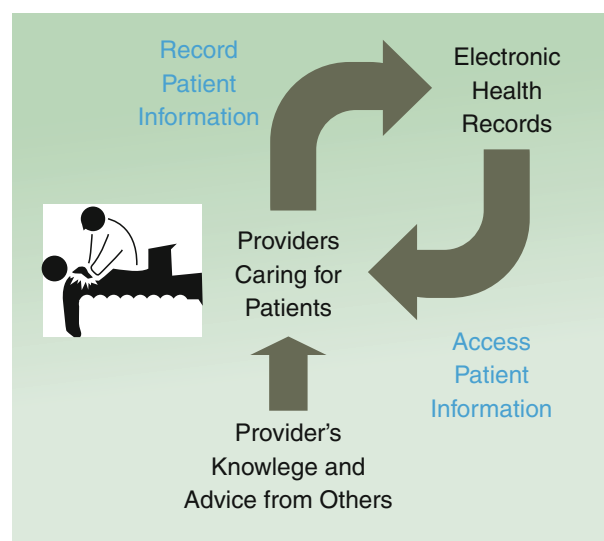 Record
Patient
Information
Electronic
Health
Records
Providers
Caring for
Patients
Access
Patient
Information
Provider's
Knowlege and
Advice from Others